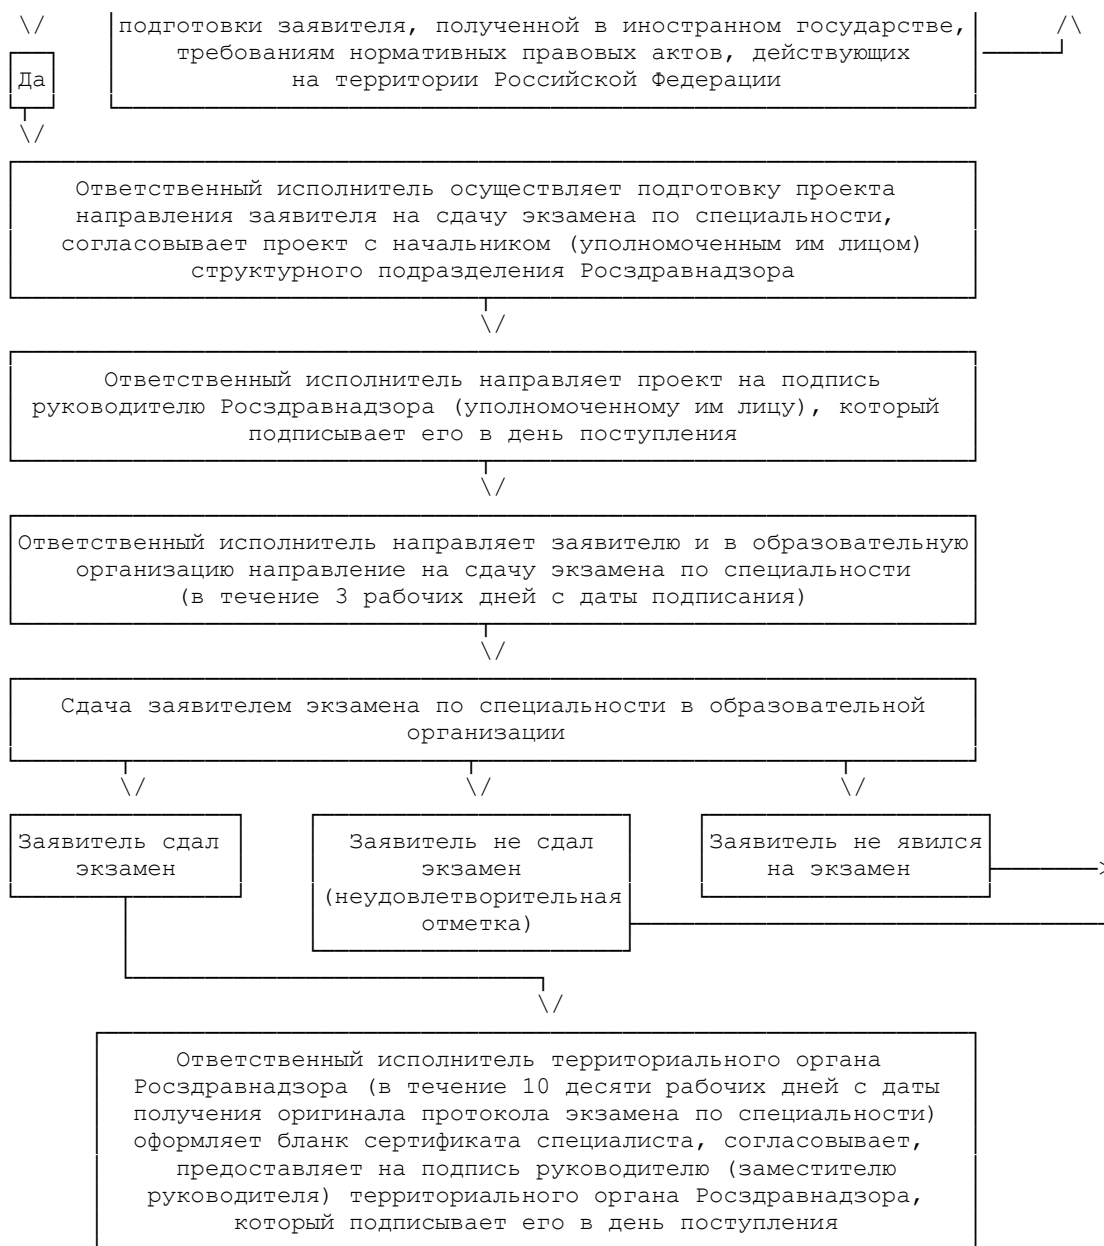 подготовки заявителя, полученной в иностранном государстве,
требованиям нормативных правовых актов, действующих
Да
на территории Российской Федерации
Ответственный исполнитель осуществляет подготовку проекта
направления заявителя на сдачу экзамена по специальности,
согласовывает проект с начальником (уполномоченным им лицом)
структурного подразделения Росздравнадзора
Ответственный исполнитель направляет проект на подпись
руководителю Росздравнадзора (уполномоченному им лицу), который
подписывает его в день поступления
Ответственный исполнитель направляет заявителю и в образовательную
организацию направление на сдачу экзамена по специальности
(в течение 3 рабочих дней с даты подписания)
Сдача заявителем экзамена по специальности в образовательной
организации
Заявитель сдал
экзамен
Заявитель не сдал
экзамен
(неудовлетворительная
отметка)
Заявитель не явился
на экзамен
Ответственный исполнитель территориального органа
Росздравнадзора (в течение 10 десяти рабочих дней с даты
получения оригинала протокола экзамена по специальности)
оформляет бланк сертификата специалиста, согласовывает,
предоставляет на подпись руководителю (заместителю
руководителя) территориального органа Росздравнадзора,
который подписывает его в день поступления